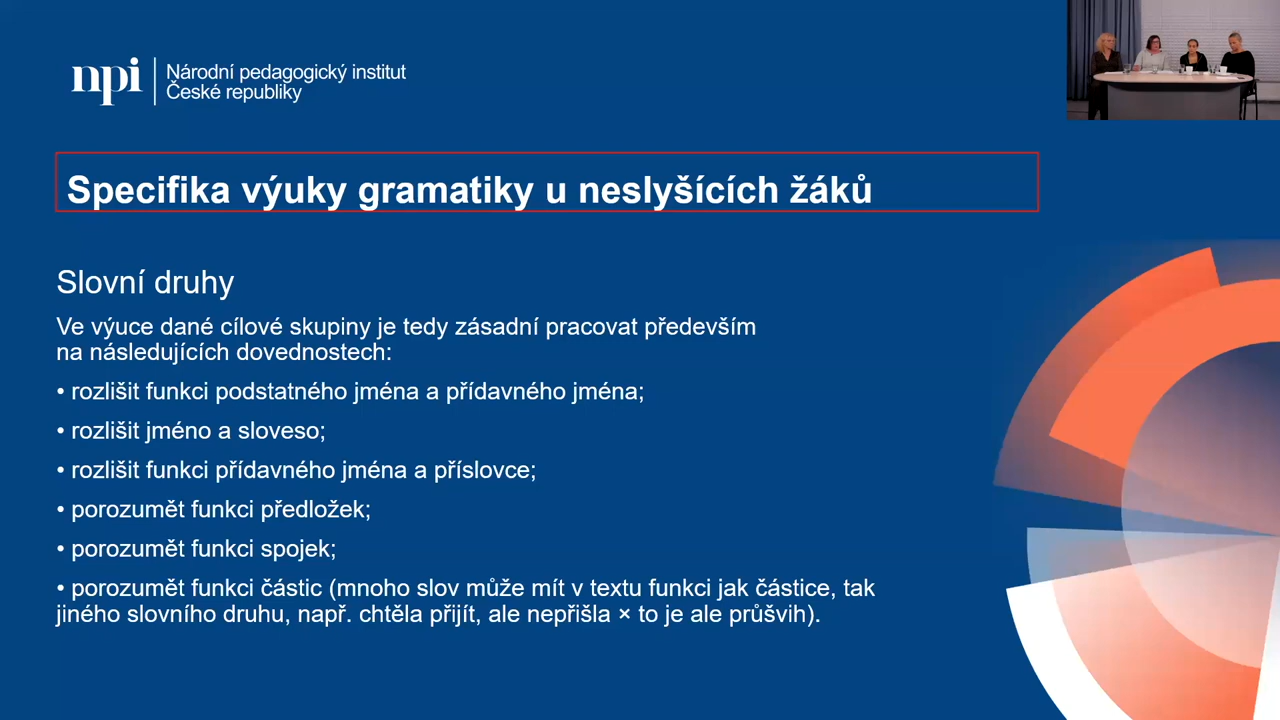 npi
Národní pedagogický institut
České republiky
Specifika výuky gramatiky u neslyšících žáků
Slovní druhy
Ve výuce dané cílové skupiny je tedy zásadní pracovat především
na následujících dovednostech:
• rozlišit funkci podstatného jména a přídavného jména;
• rozlišit jméno a sloveso;
• rozlišit funkci přídavného jména a příslovce;
• porozumět funkci předložek;
• porozumět funkci spojek;
• porozumět funkci částic (mnoho slov může mít v textu funkci jak částice, tak
jiného slovního druhu, např. chtěla přijít, ale nepřišla × to je ale průšvih).